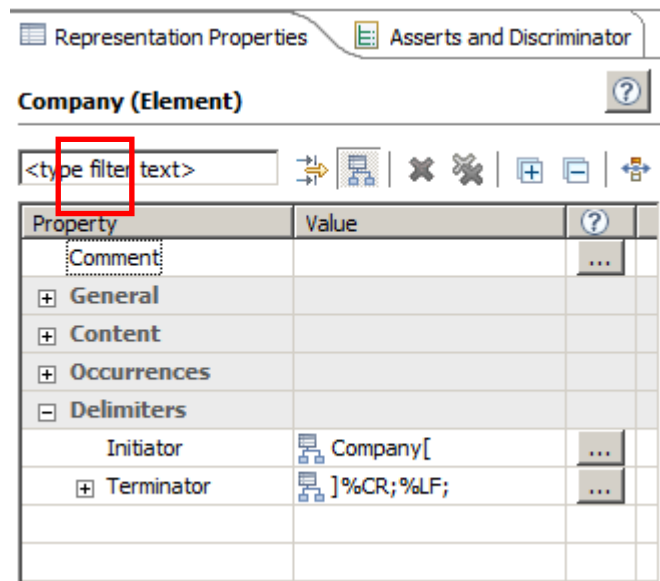 Representation Properties Asserts and Discriminator
Company (Element)
<type filter text>
Property Value
Comment ...
General
Content
Occurrences
Delimiters
Initiator Company[ ...
Terminator ]%CR;%LF; ...